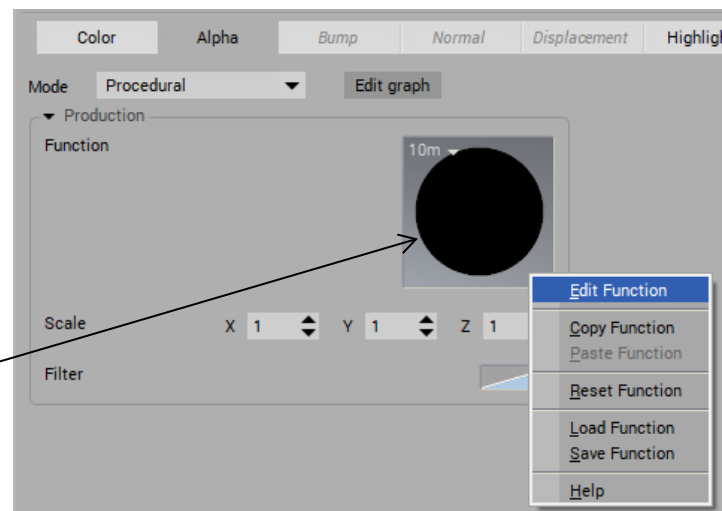 Color Alpha Bump Normal Displacement
Mode Procedural Edit graph
Production
Function
10m
Scale X 1 Y 1 Z 1
Filter
Edit Function
Copy Function
Paste Function
Reset Function
Load Function
Save Function
Help